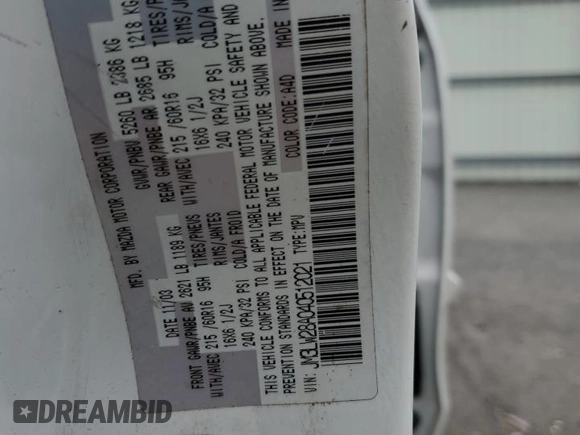 MFD. BY MAZDA MOTOR CORPORATION
DATE 11/03 GVWR/PNBV 5260 LB 2386 KG
FRONT GAWR/PNBE AV 2621 LB 1189 KG REAR GAWR/PNBE AR 2685 LB 1218 KG
WITH/AVEC 215 /60R16 95H TIRES/PNEUS WITH/AVEC 215 /60R16 95H TIRES/P
16X6 1/2J RIMS/JANTES 16X6 1/2J RIMS/JAN
240 KPA/32 PSI COLD/A FROID 240 KPA/32 PSI COLD/A
THIS VEHICLE CONFORMS TO ALL APPLICABLE FEDERAL MOTOR VEHICLE SAFETY AND
PREVENTION STANDARDS IN EFFECT ON THE DATE OF MANUFACTURE SHOWN ABOVE.
VIN: JM3LW28A040512021 TYPE:MPV COLOR CODE:A4D MADE IN
DREAMBID